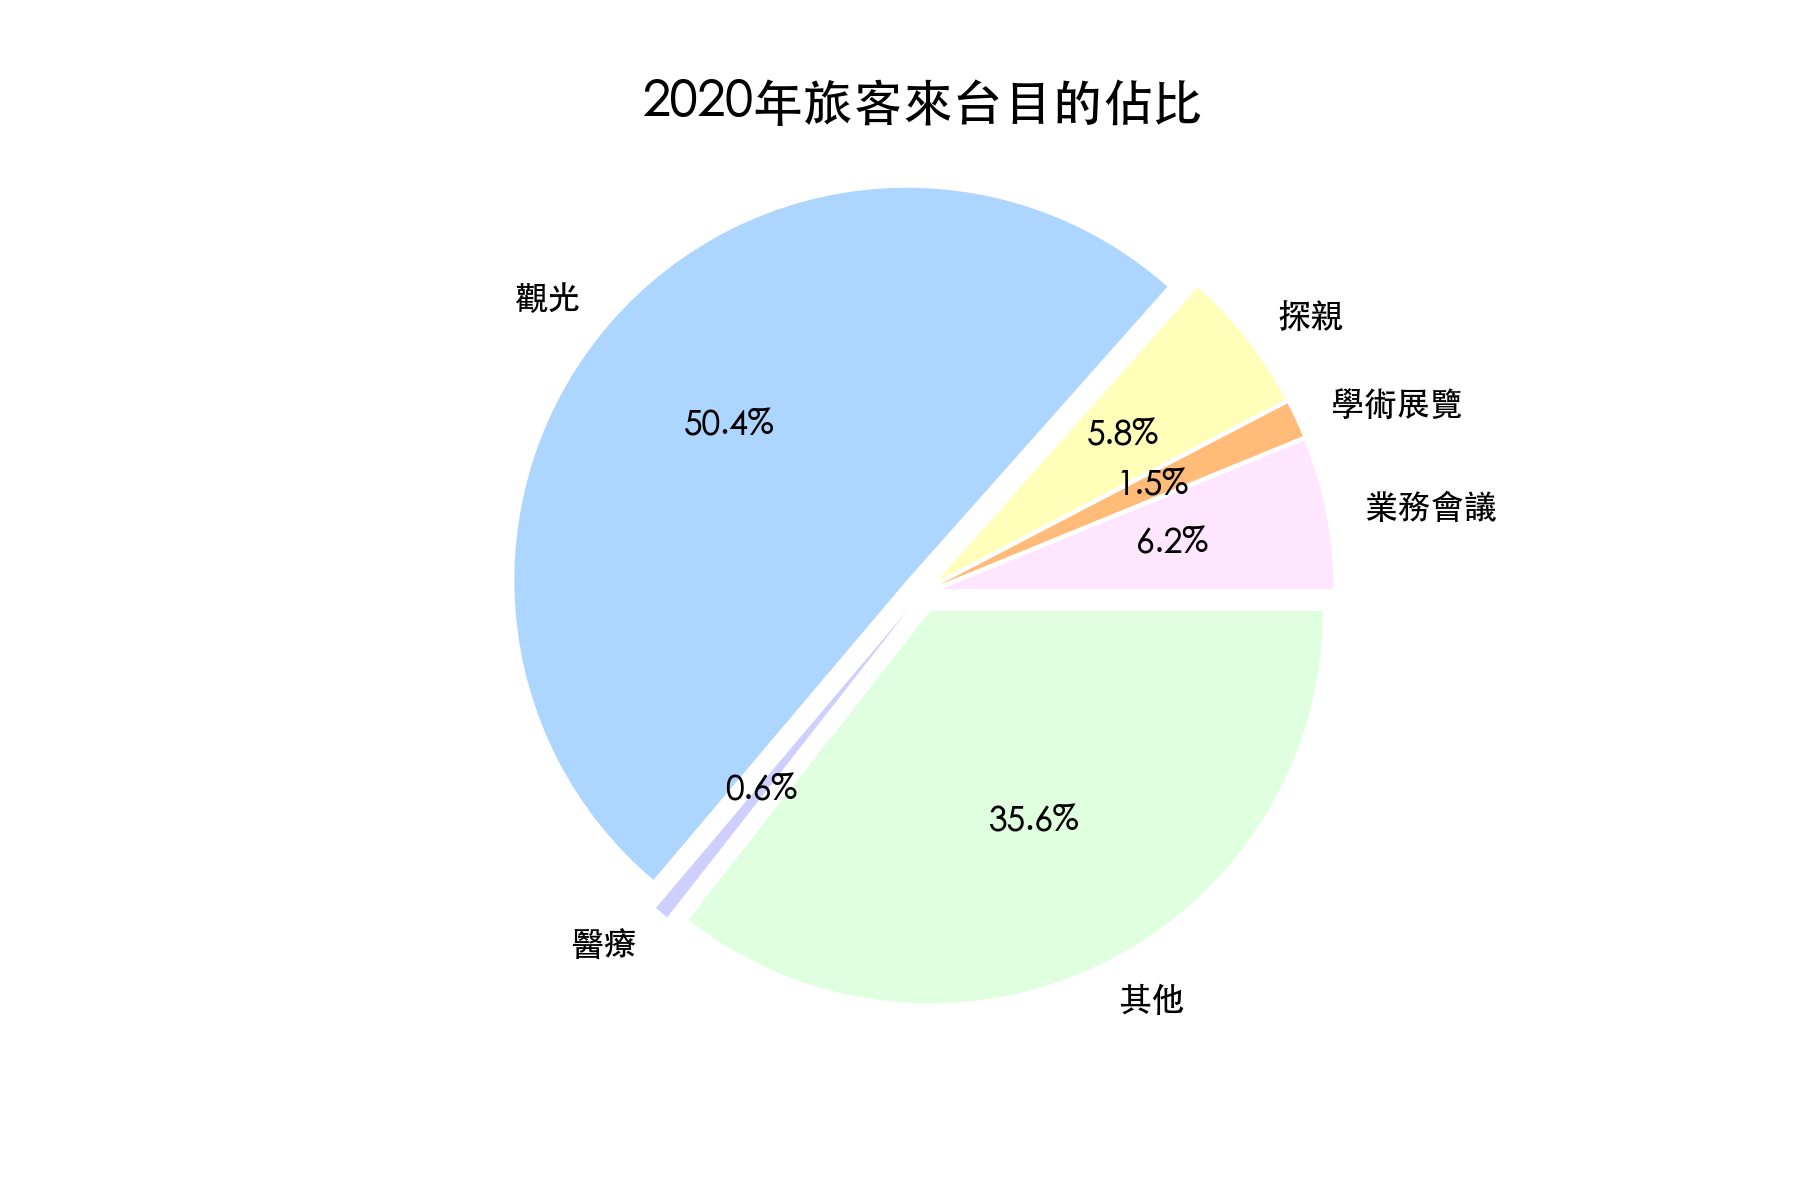 2020年旅客來台目的佔比
觀光
探親
學術展覽
業務會議
50.4%
5.8%
1.5%
6.2%
0.6%
35.6%
醫療
其他